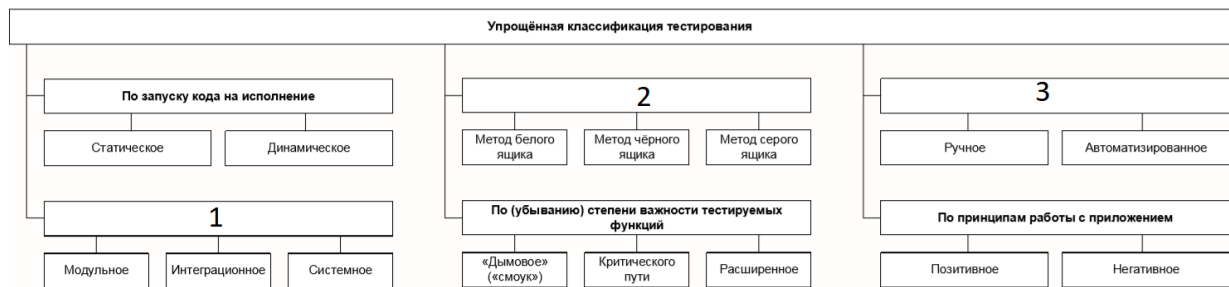 Упрощённая классификация тестирования
По запуску кода на исполнение
2
3
Статическое
Динамическое
Метод белого
ящика
Метод чёрного
ящика
Метод серого
ящика
Ручное
Автоматизированное
1
По (убыванию) степени важности тестируемых
функций
По принципам работы с приложением
Модульное
Интеграционное
Системное
«Дымовое»
(«смоук»)
Критического
пути
Расширенное
Позитивное
Негативное